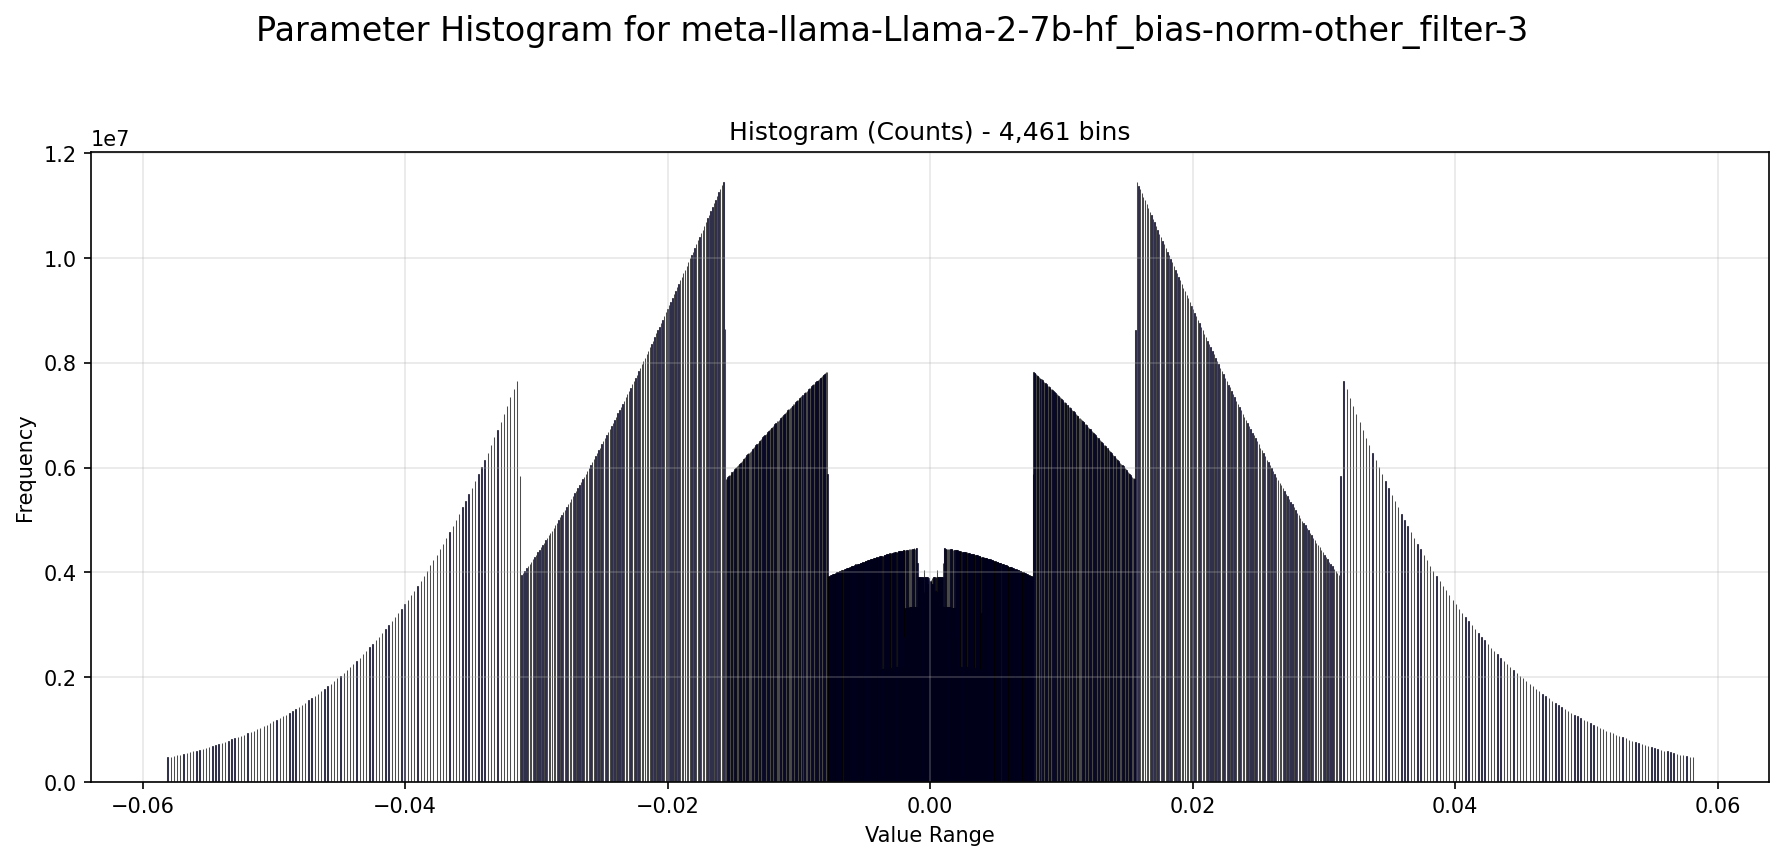 Parameter Histogram for meta-llama-Llama-2-7b-hf_bias-norm-other_filter-3
Histogram (Counts) - 4,461 bins
1e7
1.2
1.0
0.8
0.6
0.4
0.2
0.0
Frequency
−0.06 −0.04 −0.02 0.00 0.02 0.04 0.06
Value Range